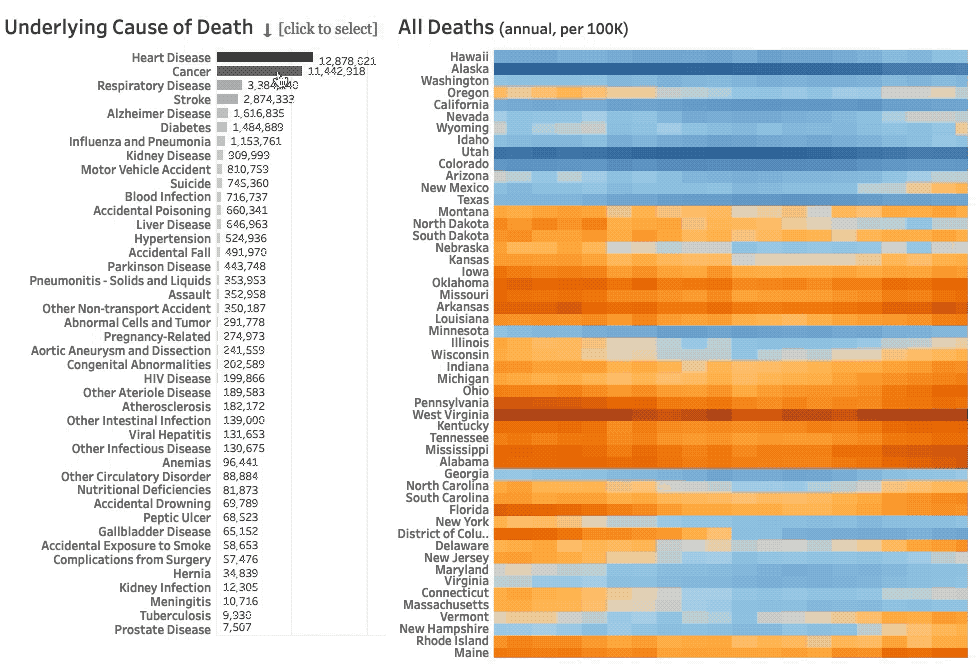 Underlying Cause of Death ↓ [click to select]
Heart Disease 12,878,021
Cancer 11,442,918
Respiratory Disease
Stroke 2,874,333
Alzheimer Disease 1,616,835
Diabetes 1,484,889
Influenza and Pneumonia 1,153,761
Kidney Disease 909,993
Motor Vehicle Accident 810,753
Suicide 745,360
Blood Infection 716,737
Accidental Poisoning 660,341
Liver Disease 646,963
Hypertension 524,936
Accidental Fall 491,970
Parkinson Disease 443,748
Pneumonitis - Solids and Liquids 353,953
Assault 352,958
Other Non-transport Accident 350,187
Abnormal Cells and Tumor 291,778
Pregnancy-Related 274,973
Aortic Aneurysm and Dissection 241,559
Congenital Abnormalities 202,589
HIV Disease 199,866
Other Ateriole Disease 189,583
Atherosclerosis 182,172
Other Intestinal Infection 139,000
Viral Hepatitis 131,653
Other Infectious Disease 130,675
Anemias 96,441
Other Circulatory Disorder 88,884
Nutritional Deficiencies 81,873
Accidental Drowning 69,789
Peptic Ulcer 68,523
Gallbladder Disease 65,152
Accidental Exposure to Smoke 58,653
Complications from Surgery 57,476
Hernia 34,839
Kidney Infection 12,305
Meningitis 10,716
Tuberculosis 9,930
Prostate Disease 7,507
All Deaths (annual, per 100K)
Hawaii
Alaska
Washington
Oregon
California
Nevada
Wyoming
Idaho
Utah
Colorado
Arizona
New Mexico
Texas
Montana
North Dakota
South Dakota
Nebraska
Kansas
Iowa
Oklahoma
Missouri
Arkansas
Louisiana
Minnesota
Illinois
Wisconsin
Indiana
Michigan
Ohio
Pennsylvania
West Virginia
Kentucky
Tennessee
Mississippi
Alabama
Georgia
North Carolina
South Carolina
Florida
New York
District of Colu..
Delaware
New Jersey
Maryland
Virginia
Connecticut
Massachusetts
Vermont
New Hampshire
Rhode Island
Maine